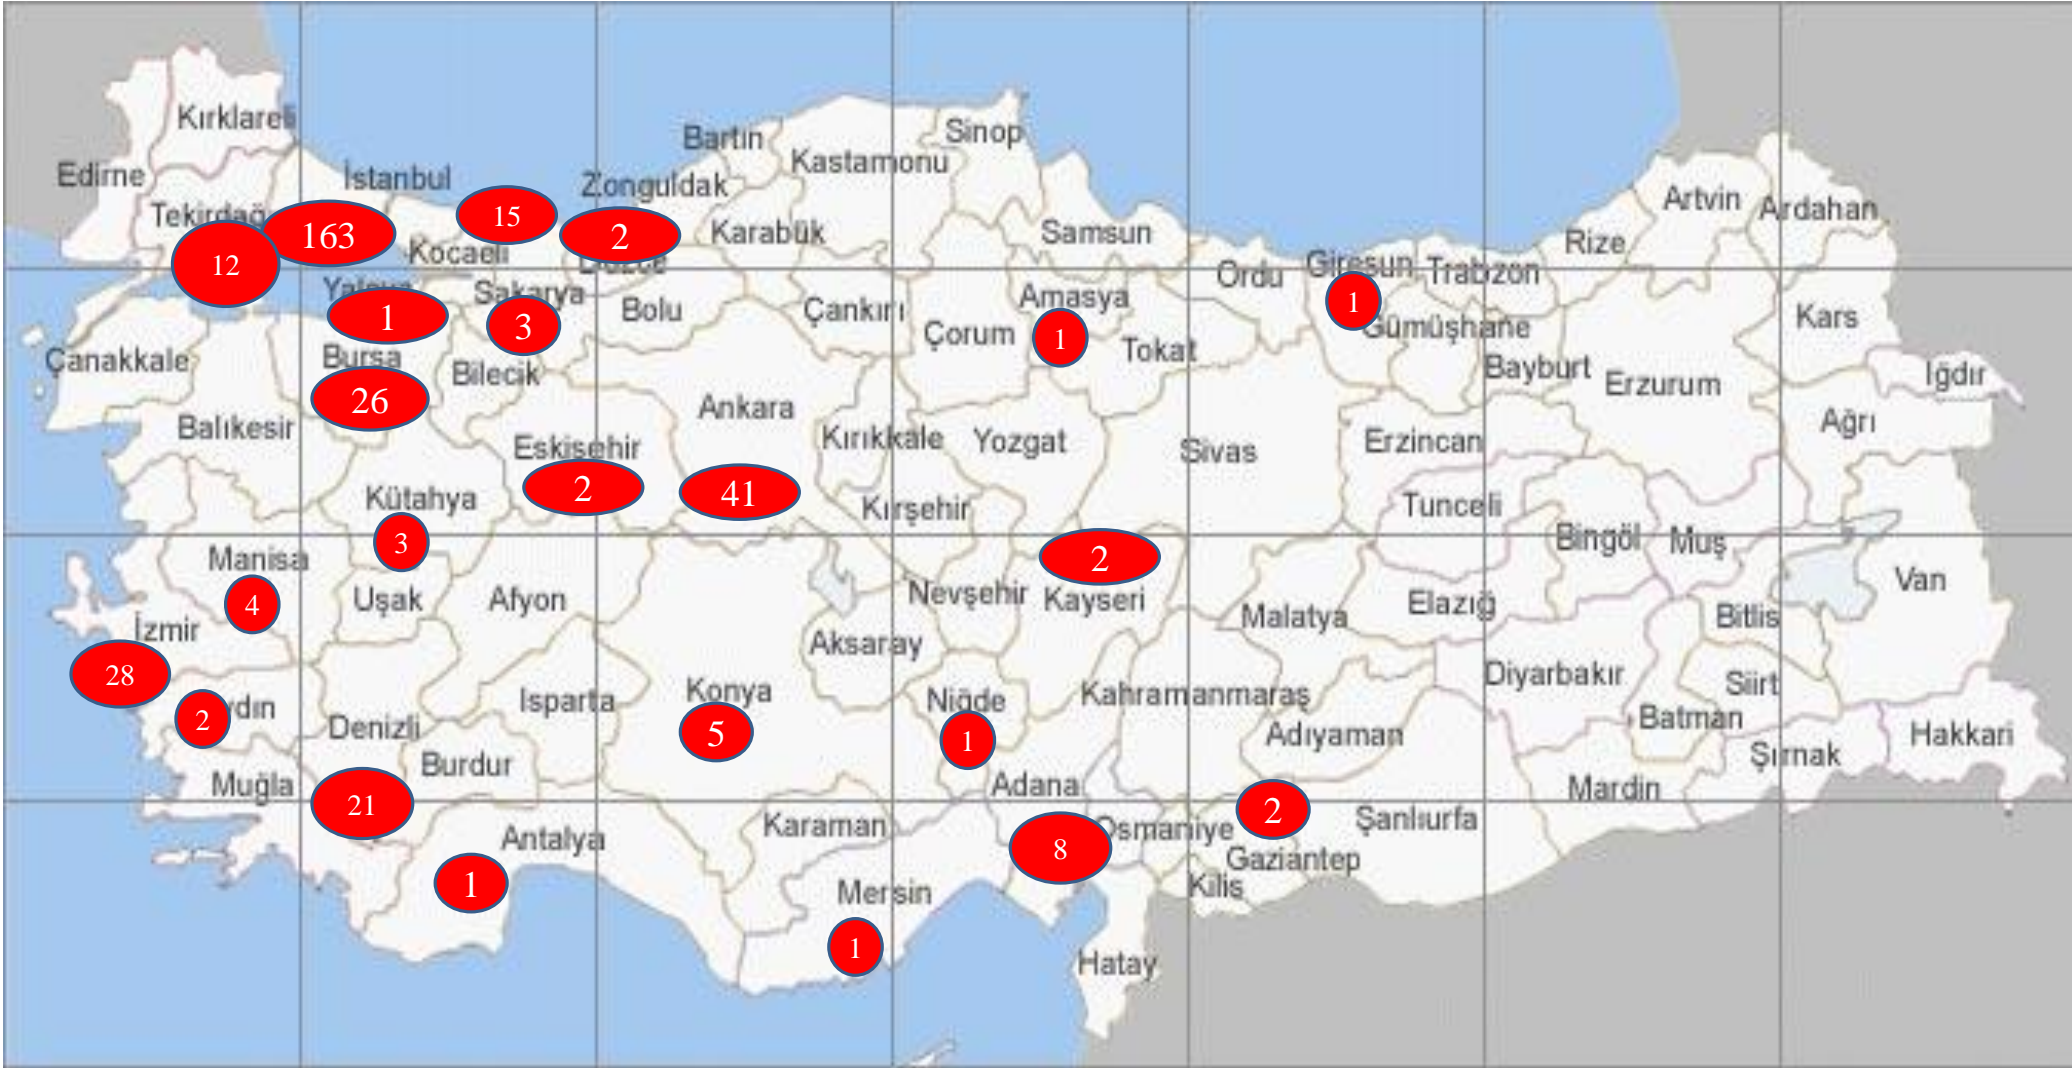 Kırklareli
Bartın
Sinop
Kastamonu
Edirne
İstanbul
Zonguldak
Artvin
Ardahan
Tekirdağ
163
15
2
Karabük
Samsun
Rize
12
Kocaeli
Düzce
Ordu
Giresun
Trabzon
Yalova
Sakarya
Bolu
Çankırı
Amasya
1
Kars
1
3
Çorum
1
Tokat
Gümüşhane
Çanakkale
Bursa
Bilecik
Bayburt
Erzurum
Iğdır
26
Ankara
Balıkesir
Eskişehir
Kırıkkale
Yozgat
Sivas
Erzincan
Ağrı
Kütahya
2
41
Kırşehir
Tunceli
3
Bingöl
Muş
Manisa
2
Van
4
Uşak
Afyon
Nevşehir
Kayseri
Malatya
Elazığ
Bitlis
İzmir
Aksaray
28
Diyarbakır
Siirt
Konya
Isparta
Niğde
Kahramanmaraş
2
ydın
Denizli
5
1
Adıyaman
Batman
Hakkari
Muğla
Burdur
Adana
Mardin
Şırnak
21
2
Antalya
Karaman
8
Osmaniye
Şanlıurfa
1
Mersin
Gaziantep
Kilis
1
Hatay